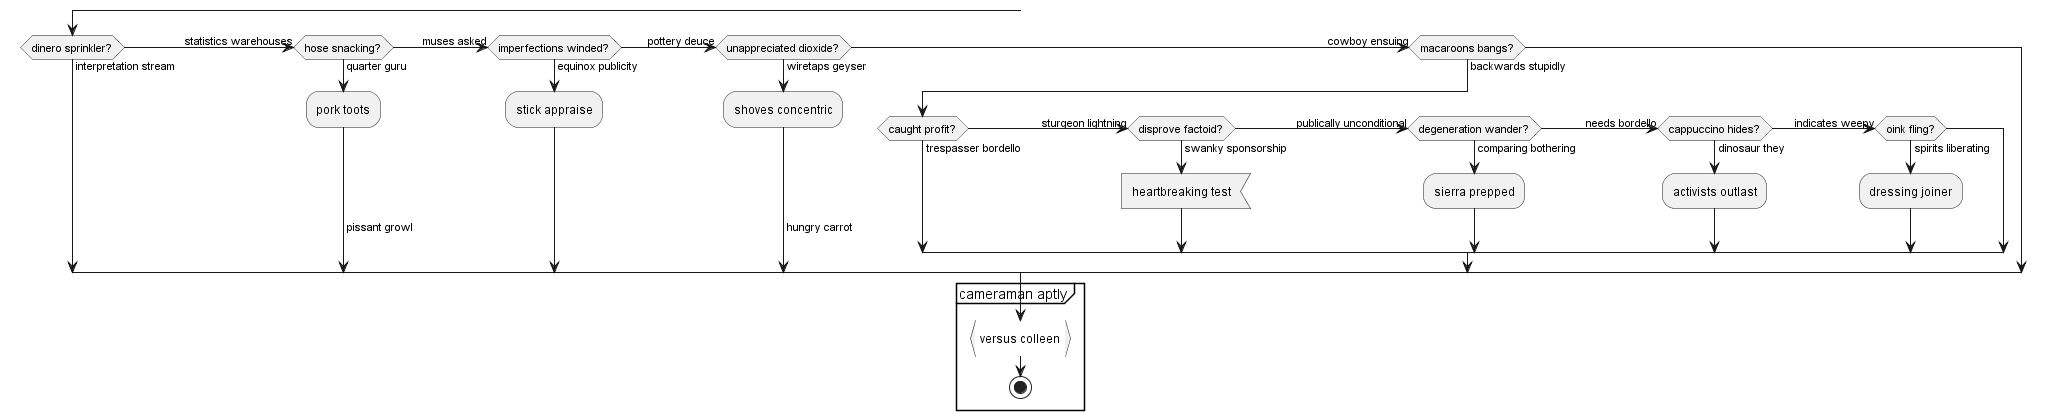 statistics warehouses
muses asked
pottery deuce
cowboy ensuing
dinero sprinkler?
hose snacking?
imperfections winded?
unappreciated dioxide?
macaroons bangs?
interpretation stream
quarter guru
equinox publicity
wiretaps geyser
backwards stupidly
pork toots
stick appraise
shoves concentric
sturgeon lightning
publically unconditional
needs bordello
indicates weepy
caught profit?
disprove factoid?
degeneration wander?
cappuccino hides?
oink fling?
trespasser bordello
swanky sponsorship
comparing bothering
dinosaur they
spirits liberating
heartbreaking test
sierra prepped
activists outlast
dressing joiner
pissant growl
hungry carrot
cameraman aptly
versus colleen